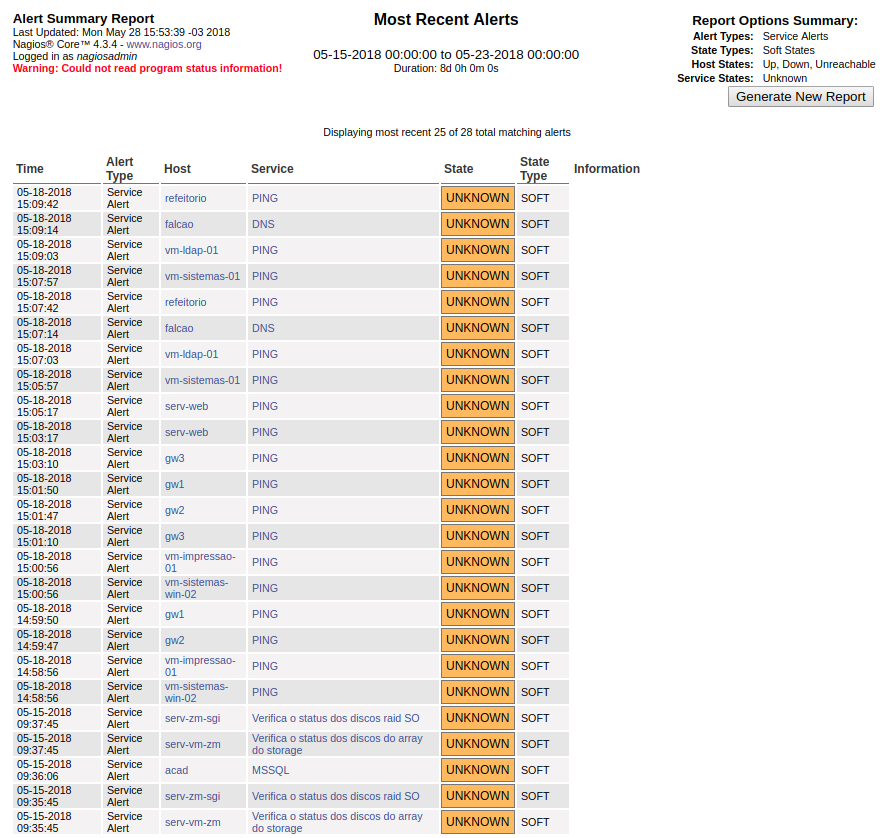 Alert Summary Report
Last Updated: Mon May 28 15:53:39 -03 2018
Nagios® Core™ 4.3.4 - www.nagios.org
Logged in as nagiosadmin
Warning: Could not read program status information!
Most Recent Alerts
05-15-2018 00:00:00 to 05-23-2018 00:00:00
Duration: 8d 0h 0m 0s
Report Options Summary:
Alert Types: Service Alerts
State Types: Soft States
Host States: Up, Down, Unreachable
Service States: Unknown
Generate New Report
Displaying most recent 25 of 28 total matching alerts
Time Alert Type Host Service State State Type Information
05-18-2018 15:09:42 Service Alert refeitorio PING UNKNOWN SOFT
05-18-2018 15:09:14 Service Alert falcao DNS UNKNOWN SOFT
05-18-2018 15:09:03 Service Alert vm-ldap-01 PING UNKNOWN SOFT
05-18-2018 15:07:57 Service Alert vm-sistemas-01 PING UNKNOWN SOFT
05-18-2018 15:07:42 Service Alert refeitorio PING UNKNOWN SOFT
05-18-2018 15:07:14 Service Alert falcao DNS UNKNOWN SOFT
05-18-2018 15:07:03 Service Alert vm-ldap-01 PING UNKNOWN SOFT
05-18-2018 15:05:57 Service Alert vm-sistemas-01 PING UNKNOWN SOFT
05-18-2018 15:05:17 Service Alert serv-web PING UNKNOWN SOFT
05-18-2018 15:03:17 Service Alert serv-web PING UNKNOWN SOFT
05-18-2018 15:03:10 Service Alert gw3 PING UNKNOWN SOFT
05-18-2018 15:01:50 Service Alert gw1 PING UNKNOWN SOFT
05-18-2018 15:01:47 Service Alert gw2 PING UNKNOWN SOFT
05-18-2018 15:01:10 Service Alert gw3 PING UNKNOWN SOFT
05-18-2018 15:00:56 Service Alert vm-impressao-01 PING UNKNOWN SOFT
05-18-2018 15:00:56 Service Alert vm-sistemas-win-02 PING UNKNOWN SOFT
05-18-2018 14:59:50 Service Alert gw1 PING UNKNOWN SOFT
05-18-2018 14:59:47 Service Alert gw2 PING UNKNOWN SOFT
05-18-2018 14:58:56 Service Alert vm-impressao-01 PING UNKNOWN SOFT
05-18-2018 14:58:56 Service Alert vm-sistemas-win-02 PING UNKNOWN SOFT
05-15-2018 09:37:45 Service Alert serv-zm-sgi Verifica o status dos discos raid SO UNKNOWN SOFT
05-15-2018 09:37:45 Service Alert serv-vm-zm Verifica o status dos discos do array do storage UNKNOWN SOFT
05-15-2018 09:36:06 Service Alert acad MSSQL UNKNOWN SOFT
05-15-2018 09:35:45 Service Alert serv-zm-sgi Verifica o status dos discos raid SO UNKNOWN SOFT
05-15-2018 09:35:45 Service Alert serv-vm-zm Verifica o status dos discos do array do storage UNKNOWN SOFT